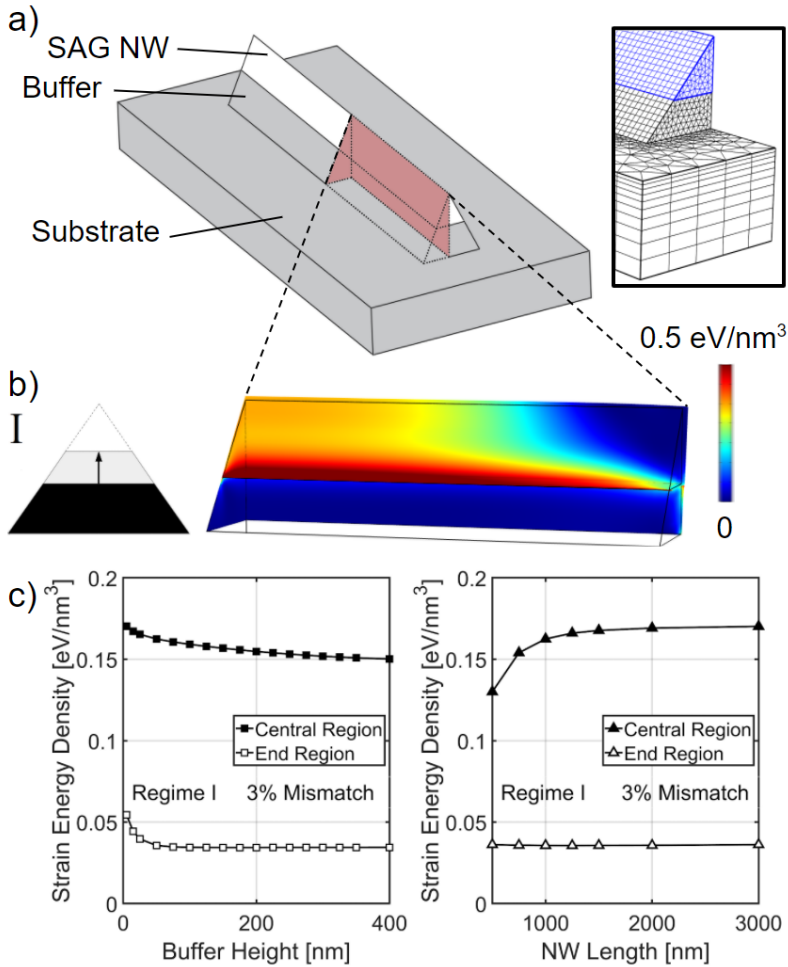 a)
SAG NW
Buffer
Substrate
0.5 eV/nm³
b)
I
0
c)
Strain Energy Density [eV/nm³]
0.2
0.15
0.1
0.05
0
Central Region
End Region
Regime I 3% Mismatch
0 200 400
Buffer Height [nm]
Strain Energy Density [eV/nm³]
0.2
0.15
0.1
0.05
0
Central Region
End Region
Regime I 3% Mismatch
1000 2000 3000
NW Length [nm]